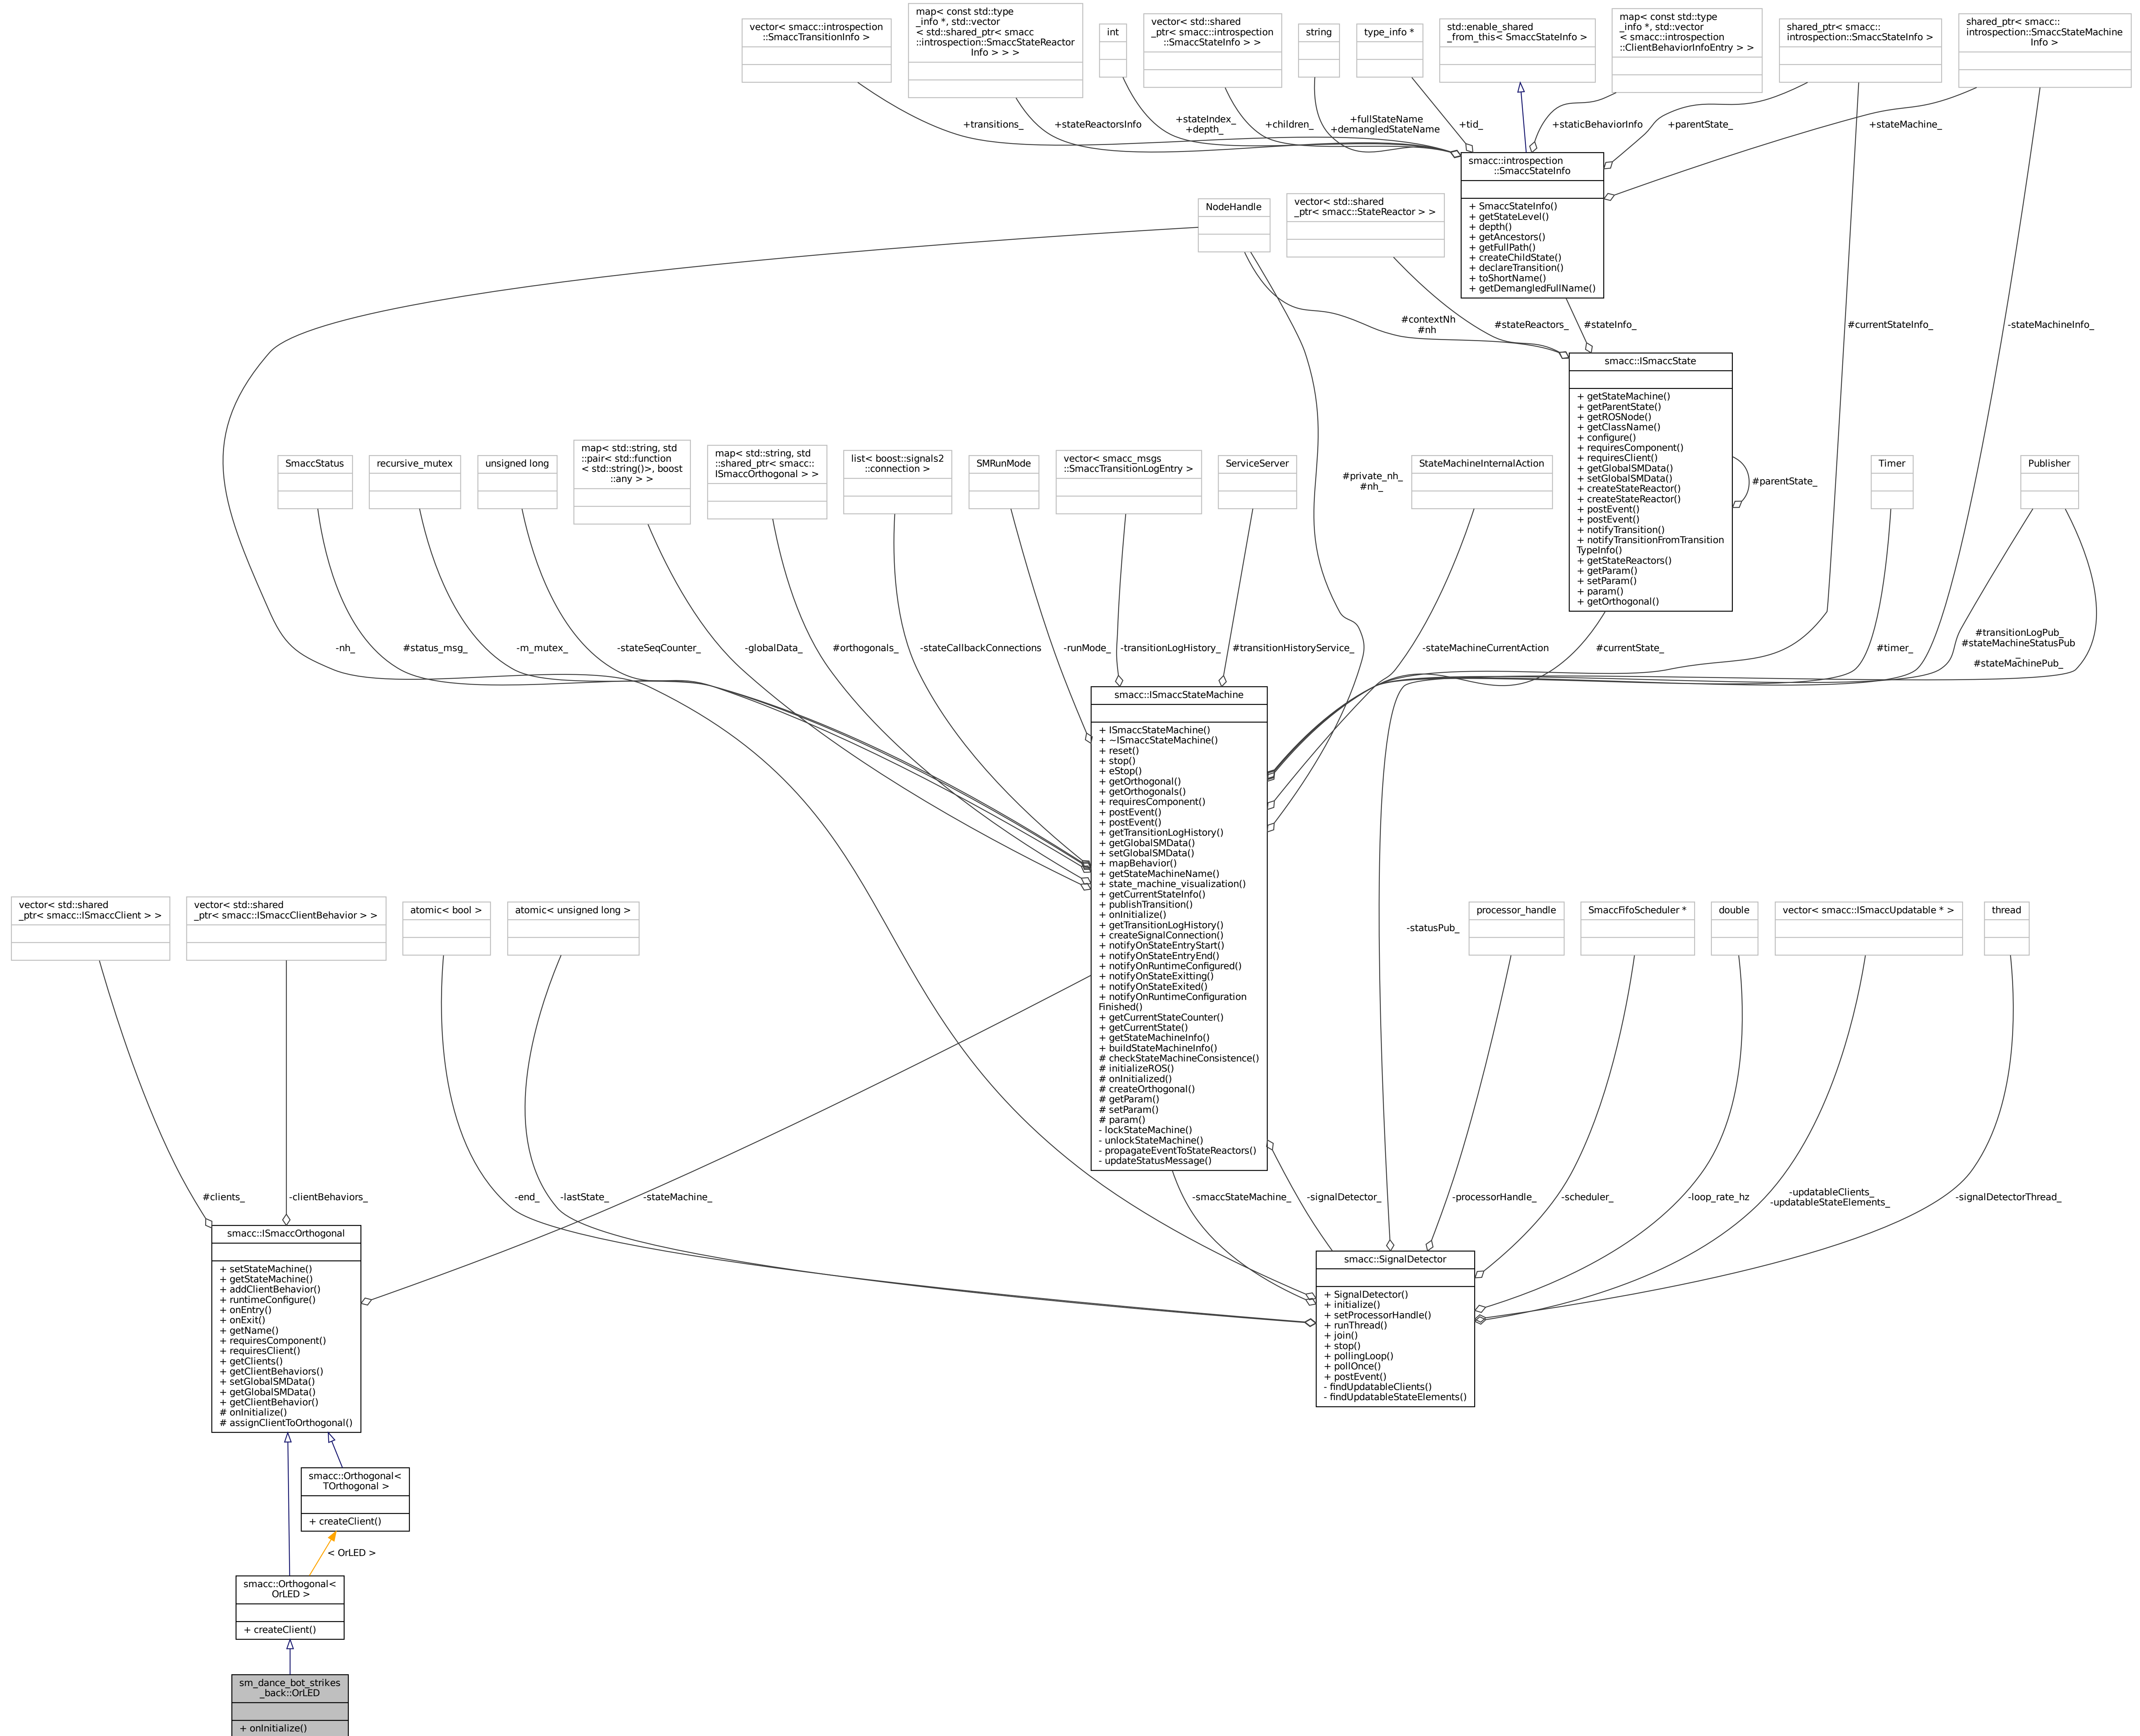 vector< smacc::introspection
::SmaccTransitionInfo >
map< const std::type
_info *, std::vector
< std::shared_ptr< smacc
::introspection::SmaccStateReactor
Info > > >
int
vector< std::shared
_ptr< smacc::introspection
::SmaccStateInfo > >
string
type_info *
std::enable_shared
_from_this< SmaccStateInfo >
map< const std::type
_info *, std::vector
< smacc::introspection
::ClientBehaviorInfoEntry > >
shared_ptr< smacc::
introspection::SmaccStateInfo >
shared_ptr< smacc::
introspection::SmaccStateMachine
Info >
+transitions_
+stateReactorsInfo
+stateIndex_
+depth_
+children_
+fullStateName
+demangledStateName
+tid_
+staticBehaviorInfo
+parentState_
+stateMachine_
smacc::introspection
::SmaccStateInfo
+ SmaccStateInfo()
+ getStateLevel()
+ depth()
+ getAncestors()
+ getFullPath()
+ createChildState()
+ declareTransition()
+ toShortName()
+ getDemangledFullName()
NodeHandle
vector< std::shared
_ptr< smacc::StateReactor > >
#contextNh
#nh
#stateReactors_
#stateInfo_
#currentStateInfo_
-stateMachineInfo_
smacc::ISmaccState
+ getStateMachine()
+ getParentState()
+ getROSNode()
+ getClassName()
+ configure()
+ requiresComponent()
+ requiresClient()
+ getGlobalSMData()
+ setGlobalSMData()
+ createStateReactor()
+ createStateReactor()
+ postEvent()
+ postEvent()
+ notifyTransition()
+ notifyTransitionFromTransition
TypeInfo()
+ getStateReactors()
+ getParam()
+ setParam()
+ param()
+ getOrthogonal()
#parentState_
SmaccStatus
recursive_mutex
unsigned long
map< std::string, std
::pair< std::function
< std::string()>, boost
::any > >
map< std::string, std
::shared_ptr< smacc::
ISmaccOrthogonal > >
list< boost::signals2
::connection >
SMRunMode
vector< smacc_msgs
::SmaccTransitionLogEntry >
ServiceServer
#private_nh_
#nh_
StateMachineInternalAction
Timer
Publisher
-nh_
#status_msg_
-m_mutex_
-stateSeqCounter_
-globalData_
#orthogonals_
-stateCallbackConnections
-runMode_
-transitionLogHistory_
#transitionHistoryService_
-stateMachineCurrentAction
#currentState_
#timer_
#transitionLogPub_
#stateMachineStatusPub
_
#stateMachinePub_
smacc::ISmaccStateMachine
+ ISmaccStateMachine()
+ ~ISmaccStateMachine()
+ reset()
+ stop()
+ eStop()
+ getOrthogonal()
+ getOrthogonals()
+ requiresComponent()
+ postEvent()
+ postEvent()
+ getTransitionLogHistory()
+ getGlobalSMData()
+ setGlobalSMData()
+ mapBehavior()
+ getStateMachineName()
+ state_machine_visualization()
+ getCurrentStateInfo()
+ publishTransition()
+ onInitialize()
+ getTransitionLogHistory()
+ createSignalConnection()
+ notifyOnStateEntryStart()
+ notifyOnStateEntryEnd()
+ notifyOnRuntimeConfigured()
+ notifyOnStateExitting()
+ notifyOnStateExited()
+ notifyOnRuntimeConfiguration
Finished()
+ getCurrentStateCounter()
+ getCurrentState()
+ getStateMachineInfo()
+ buildStateMachineInfo()
# checkStateMachineConsistence()
# initializeROS()
# onInitialized()
# createOrthogonal()
# getParam()
# setParam()
# param()
- lockStateMachine()
- unlockStateMachine()
- propagateEventToStateReactors()
- updateStatusMessage()
vector< std::shared
_ptr< smacc::ISmaccClient > >
vector< std::shared
_ptr< smacc::ISmaccClientBehavior > >
atomic< bool >
atomic< unsigned long >
-statusPub_
processor_handle
SmaccFifoScheduler *
double
vector< smacc::ISmaccUpdatable * >
thread
#clients_
-clientBehaviors_
-end_
-lastState_
-stateMachine_
-smaccStateMachine_
-signalDetector_
-processorHandle_
-scheduler_
-loop_rate_hz
-updatableClients_
-updatableStateElements_
-signalDetectorThread_
smacc::ISmaccOrthogonal
+ setStateMachine()
+ getStateMachine()
+ addClientBehavior()
+ runtimeConfigure()
+ onEntry()
+ onExit()
+ getName()
+ requiresComponent()
+ requiresClient()
+ getClients()
+ getClientBehaviors()
+ setGlobalSMData()
+ getGlobalSMData()
+ getClientBehavior()
# onInitialize()
# assignClientToOrthogonal()
smacc::SignalDetector
+ SignalDetector()
+ initialize()
+ setProcessorHandle()
+ runThread()
+ join()
+ stop()
+ pollingLoop()
+ pollOnce()
+ postEvent()
- findUpdatableClients()
- findUpdatableStateElements()
smacc::Orthogonal<
TOrthogonal >
+ createClient()
< OrLED >
smacc::Orthogonal<
OrLED >
+ createClient()
sm_dance_bot_strikes
_back::OrLED
+ onInitialize()